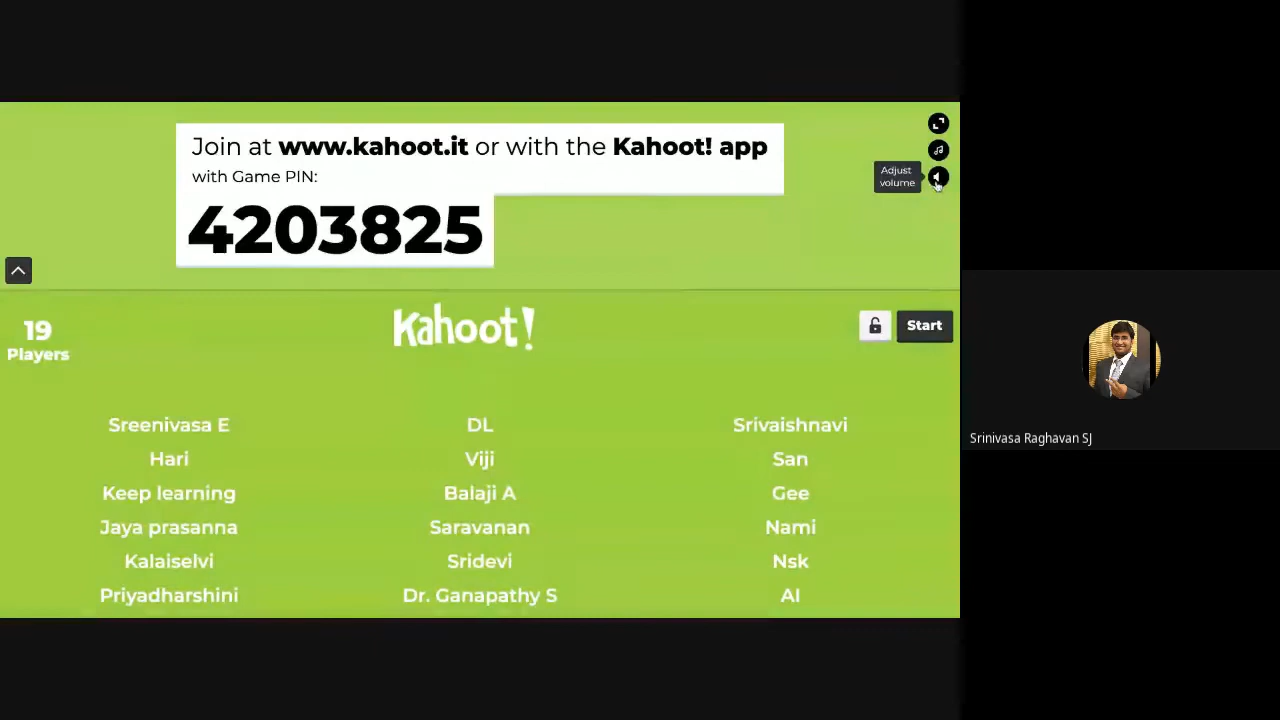 Join at www.kahoot.it or with the Kahoot! app
with Game PIN:
4203825
Adjust
volume
19
Players
Kahoot!
Start
Sreenivasa E
DL
Srivaishnavi
Hari
Viji
San
Keep learning
Balaji A
Gee
Jaya prasanna
Saravanan
Nami
Kalaiselvi
Sridevi
Nsk
Priyadharshini
Dr. Ganapathy S
AI
Srinivasa Raghavan SJ